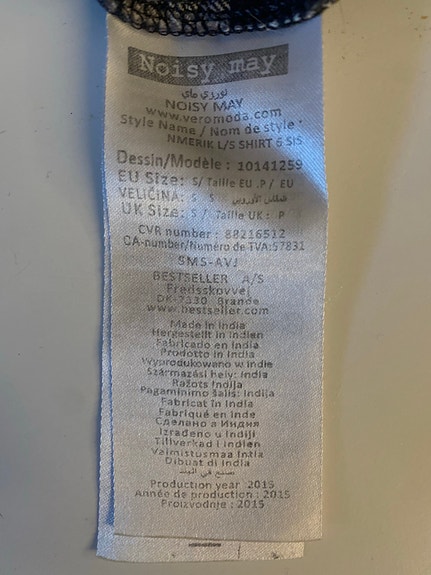 Noisy may
نويزي ماي
NOISY MAY
www.veromoda.com
Style Name / Nom de style :
NMERIK L/S SHIRT 6 SIS
Dessin/Modèle : 10141259
EU Size: S/ Taille EU :P / EU
VELIČINA: S S المقاس الأوروبي
UK Size: S / Taille UK : P
CVR number : 88216512
CA-number/Numéro de TVA:57831
SMS-AVJ
BESTSELLER A/S
Fredsskovvej
DK-7330 Brande
www.bestseller.com
Made in India
Hergestellt in Indien
Fabricado en India
Prodotto in India
Wyprodukowano w Indie
Származási hely: India
Ražots Indija
Pagaminimo šalis: Indija
Fabricat in India
Fabriqué en Inde
Сделано в Индия
Izrađeno u Indiji
Tillverkad i Indien
Valmistusmaa Intia
Dibuat di India
صنع في الهند
Production year 2015
Année de production : 2015
Proizvodnje : 2015